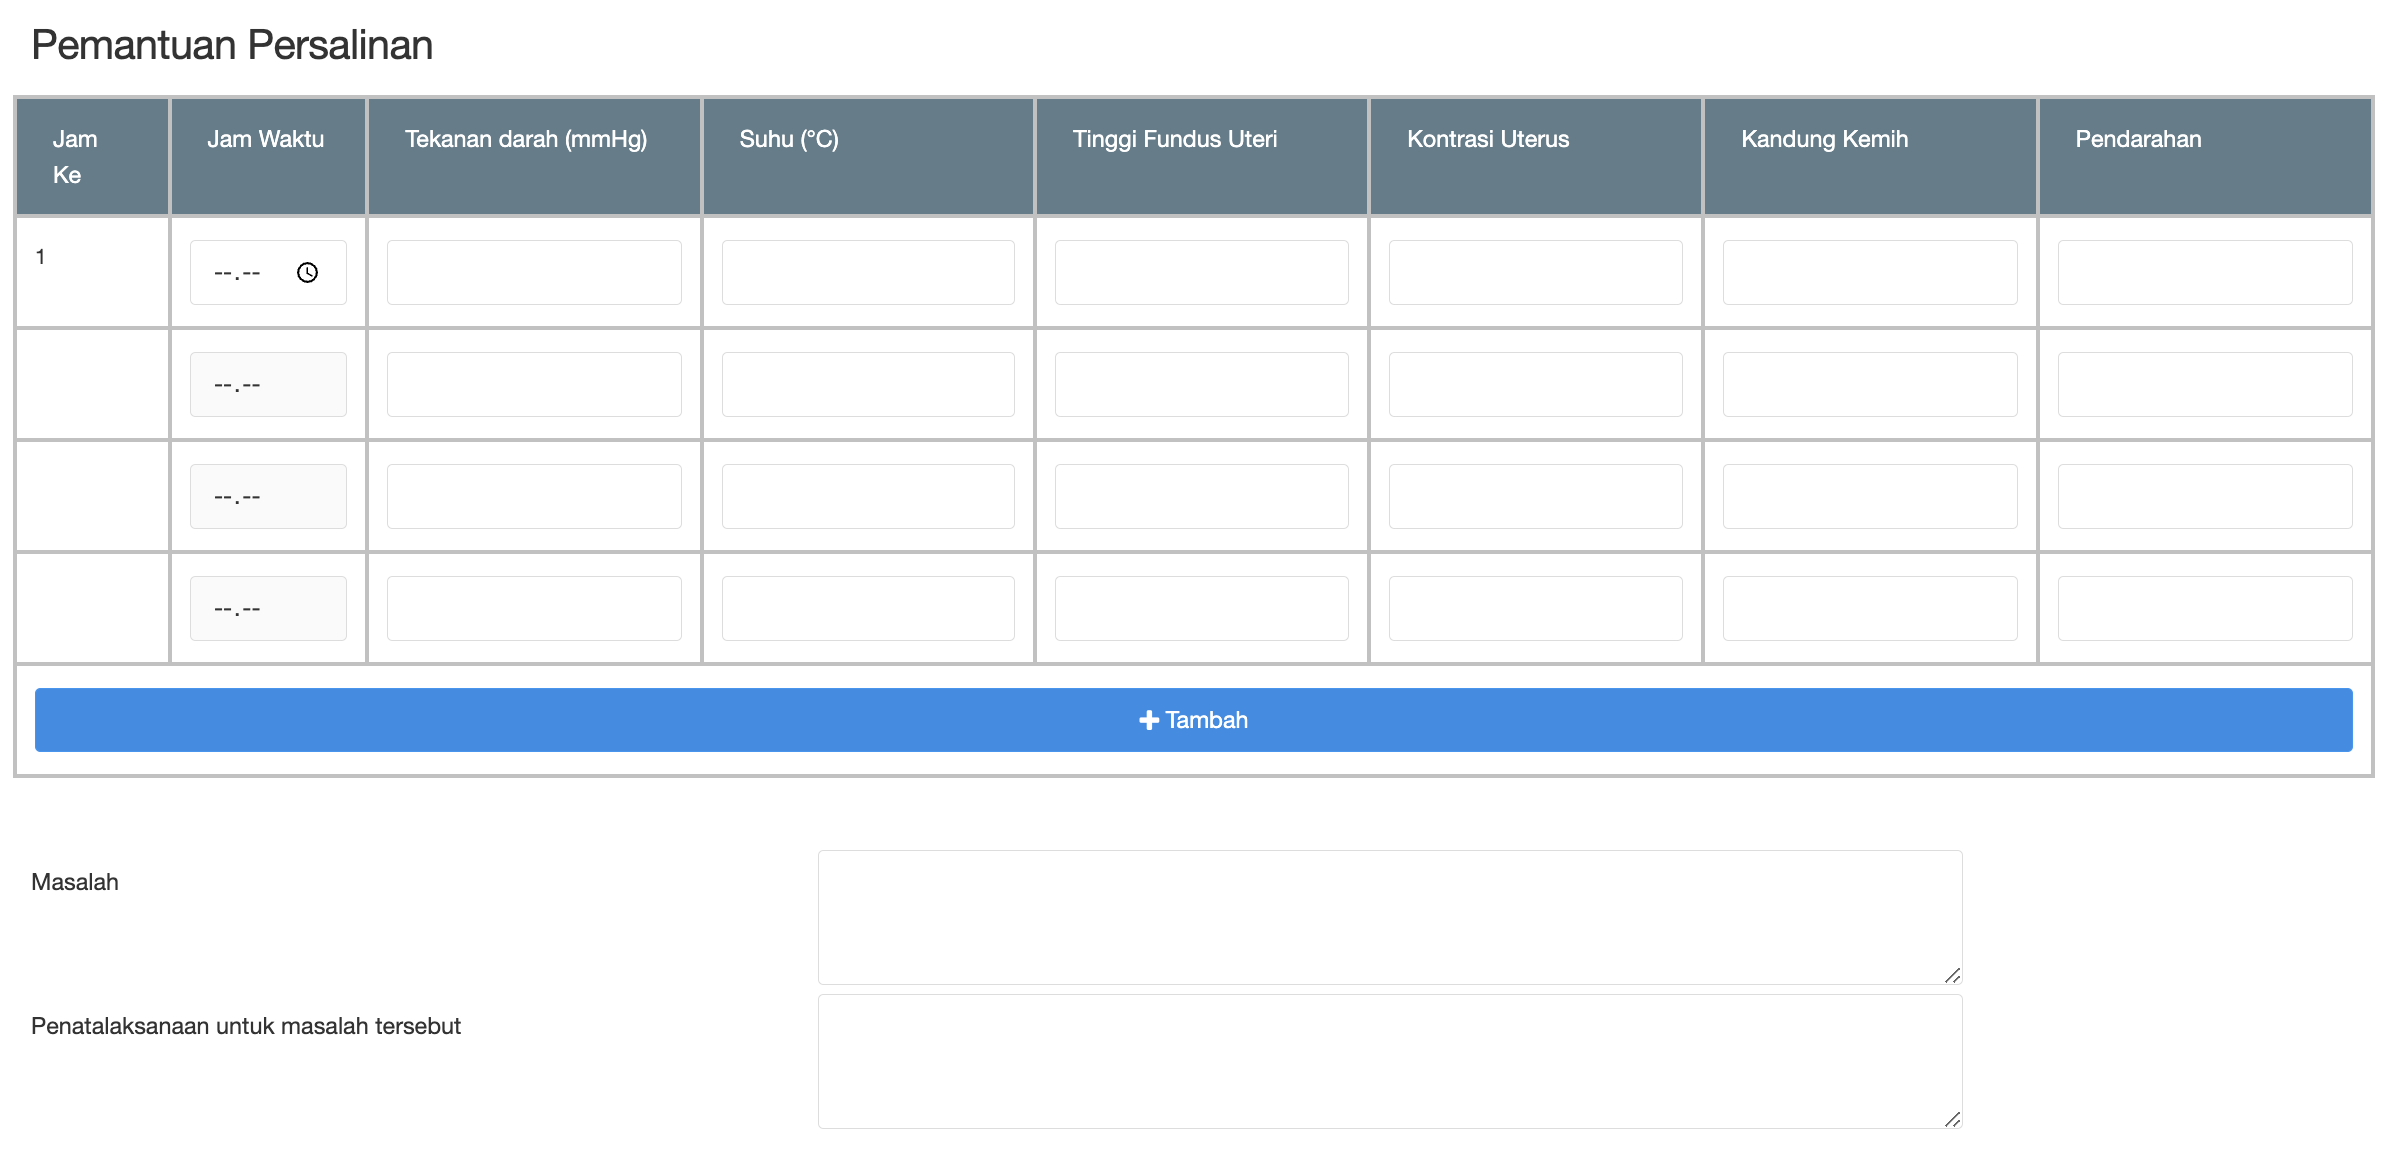 Pemantuan Persalinan
Jam Ke
Jam Waktu
Tekanan darah (mmHg)
Suhu (°C)
Tinggi Fundus Uteri
Kontrasi Uterus
Kandung Kemih
Pendarahan
1
--.--
--.--
--.--
--.--
Tambah
Masalah
Penatalaksanaan untuk masalah tersebut